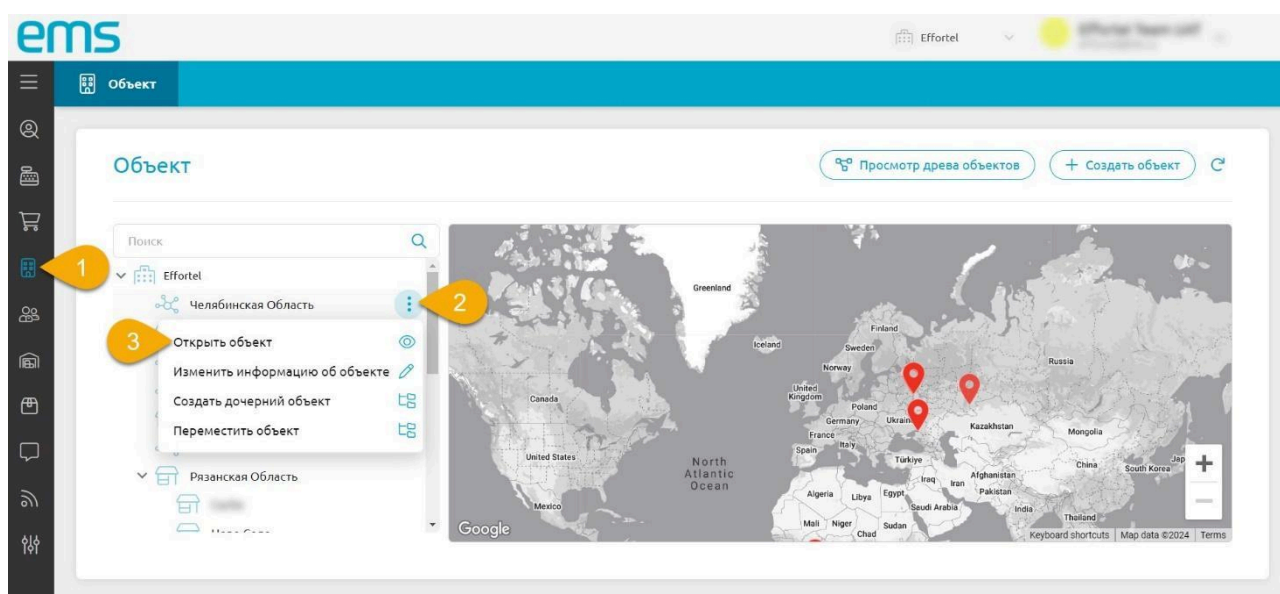 ems
Effortel
Объект
Объект
Просмотр древа объектов
+ Создать объект
Поиск
1
Effortel
Челябинская Область
2
3
Открыть объект
Изменить информацию об объекте
Создать дочерний объект
Переместить объект
Рязанская Область
Greenland
Iceland
Finland
Sweden
Norway
Russia
United
Kingdom
Canada
Poland
Germany
Ukrain
France
Kazakhstan
Mongolia
Italy
Spain
Türkiye
United States
North
Atlantic
Ocean
China
Jap
South Korea
Iraq
Iran
Afghanistan
Pakistan
Algeria
Libya
Egypt
Saudi Arabia
India
Mexico
Thailand
Mali
Niger
Chad
Sudan
+
−
Google
Keyboard shortcuts
Map data ©2024
Terms